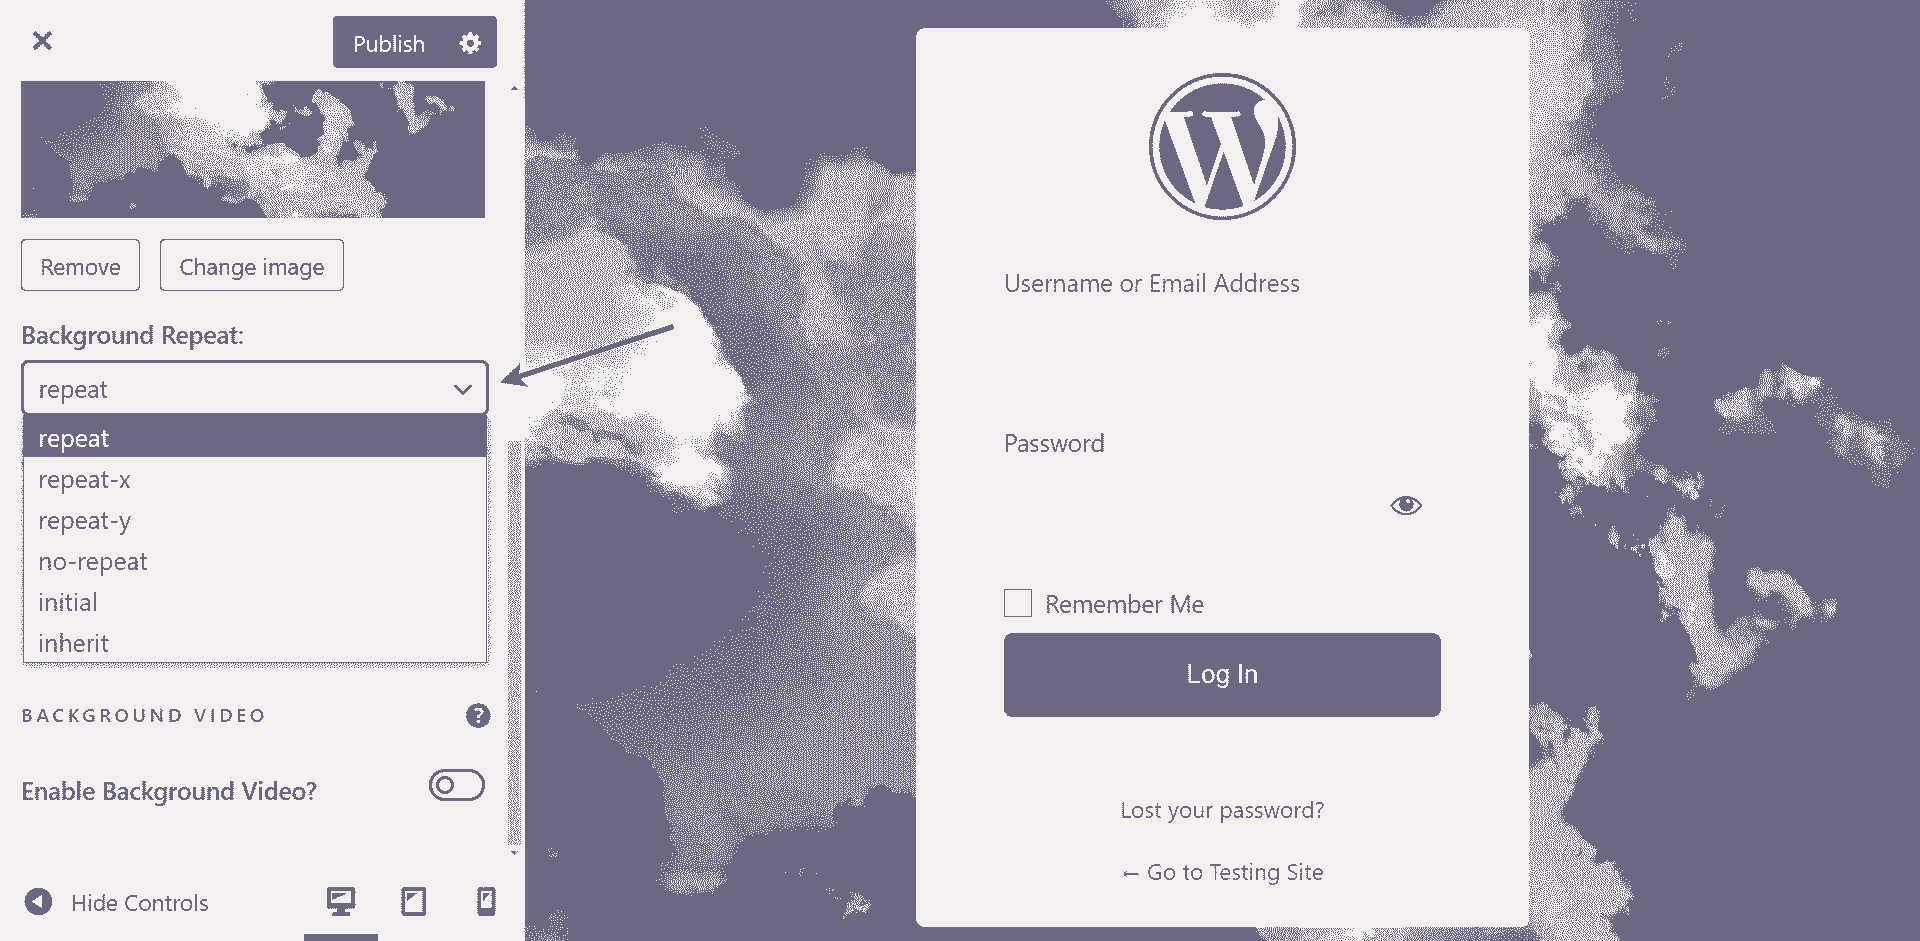 Publish
Remove
Change image
Background Repeat:
repeat
repeat
repeat-x
repeat-y
no-repeat
initial
inherit
BACKGROUND VIDEO
?
Enable Background Video?
Hide Controls
W
Username or Email Address
Password
Remember Me
Log In
Lost your password?
← Go to Testing Site